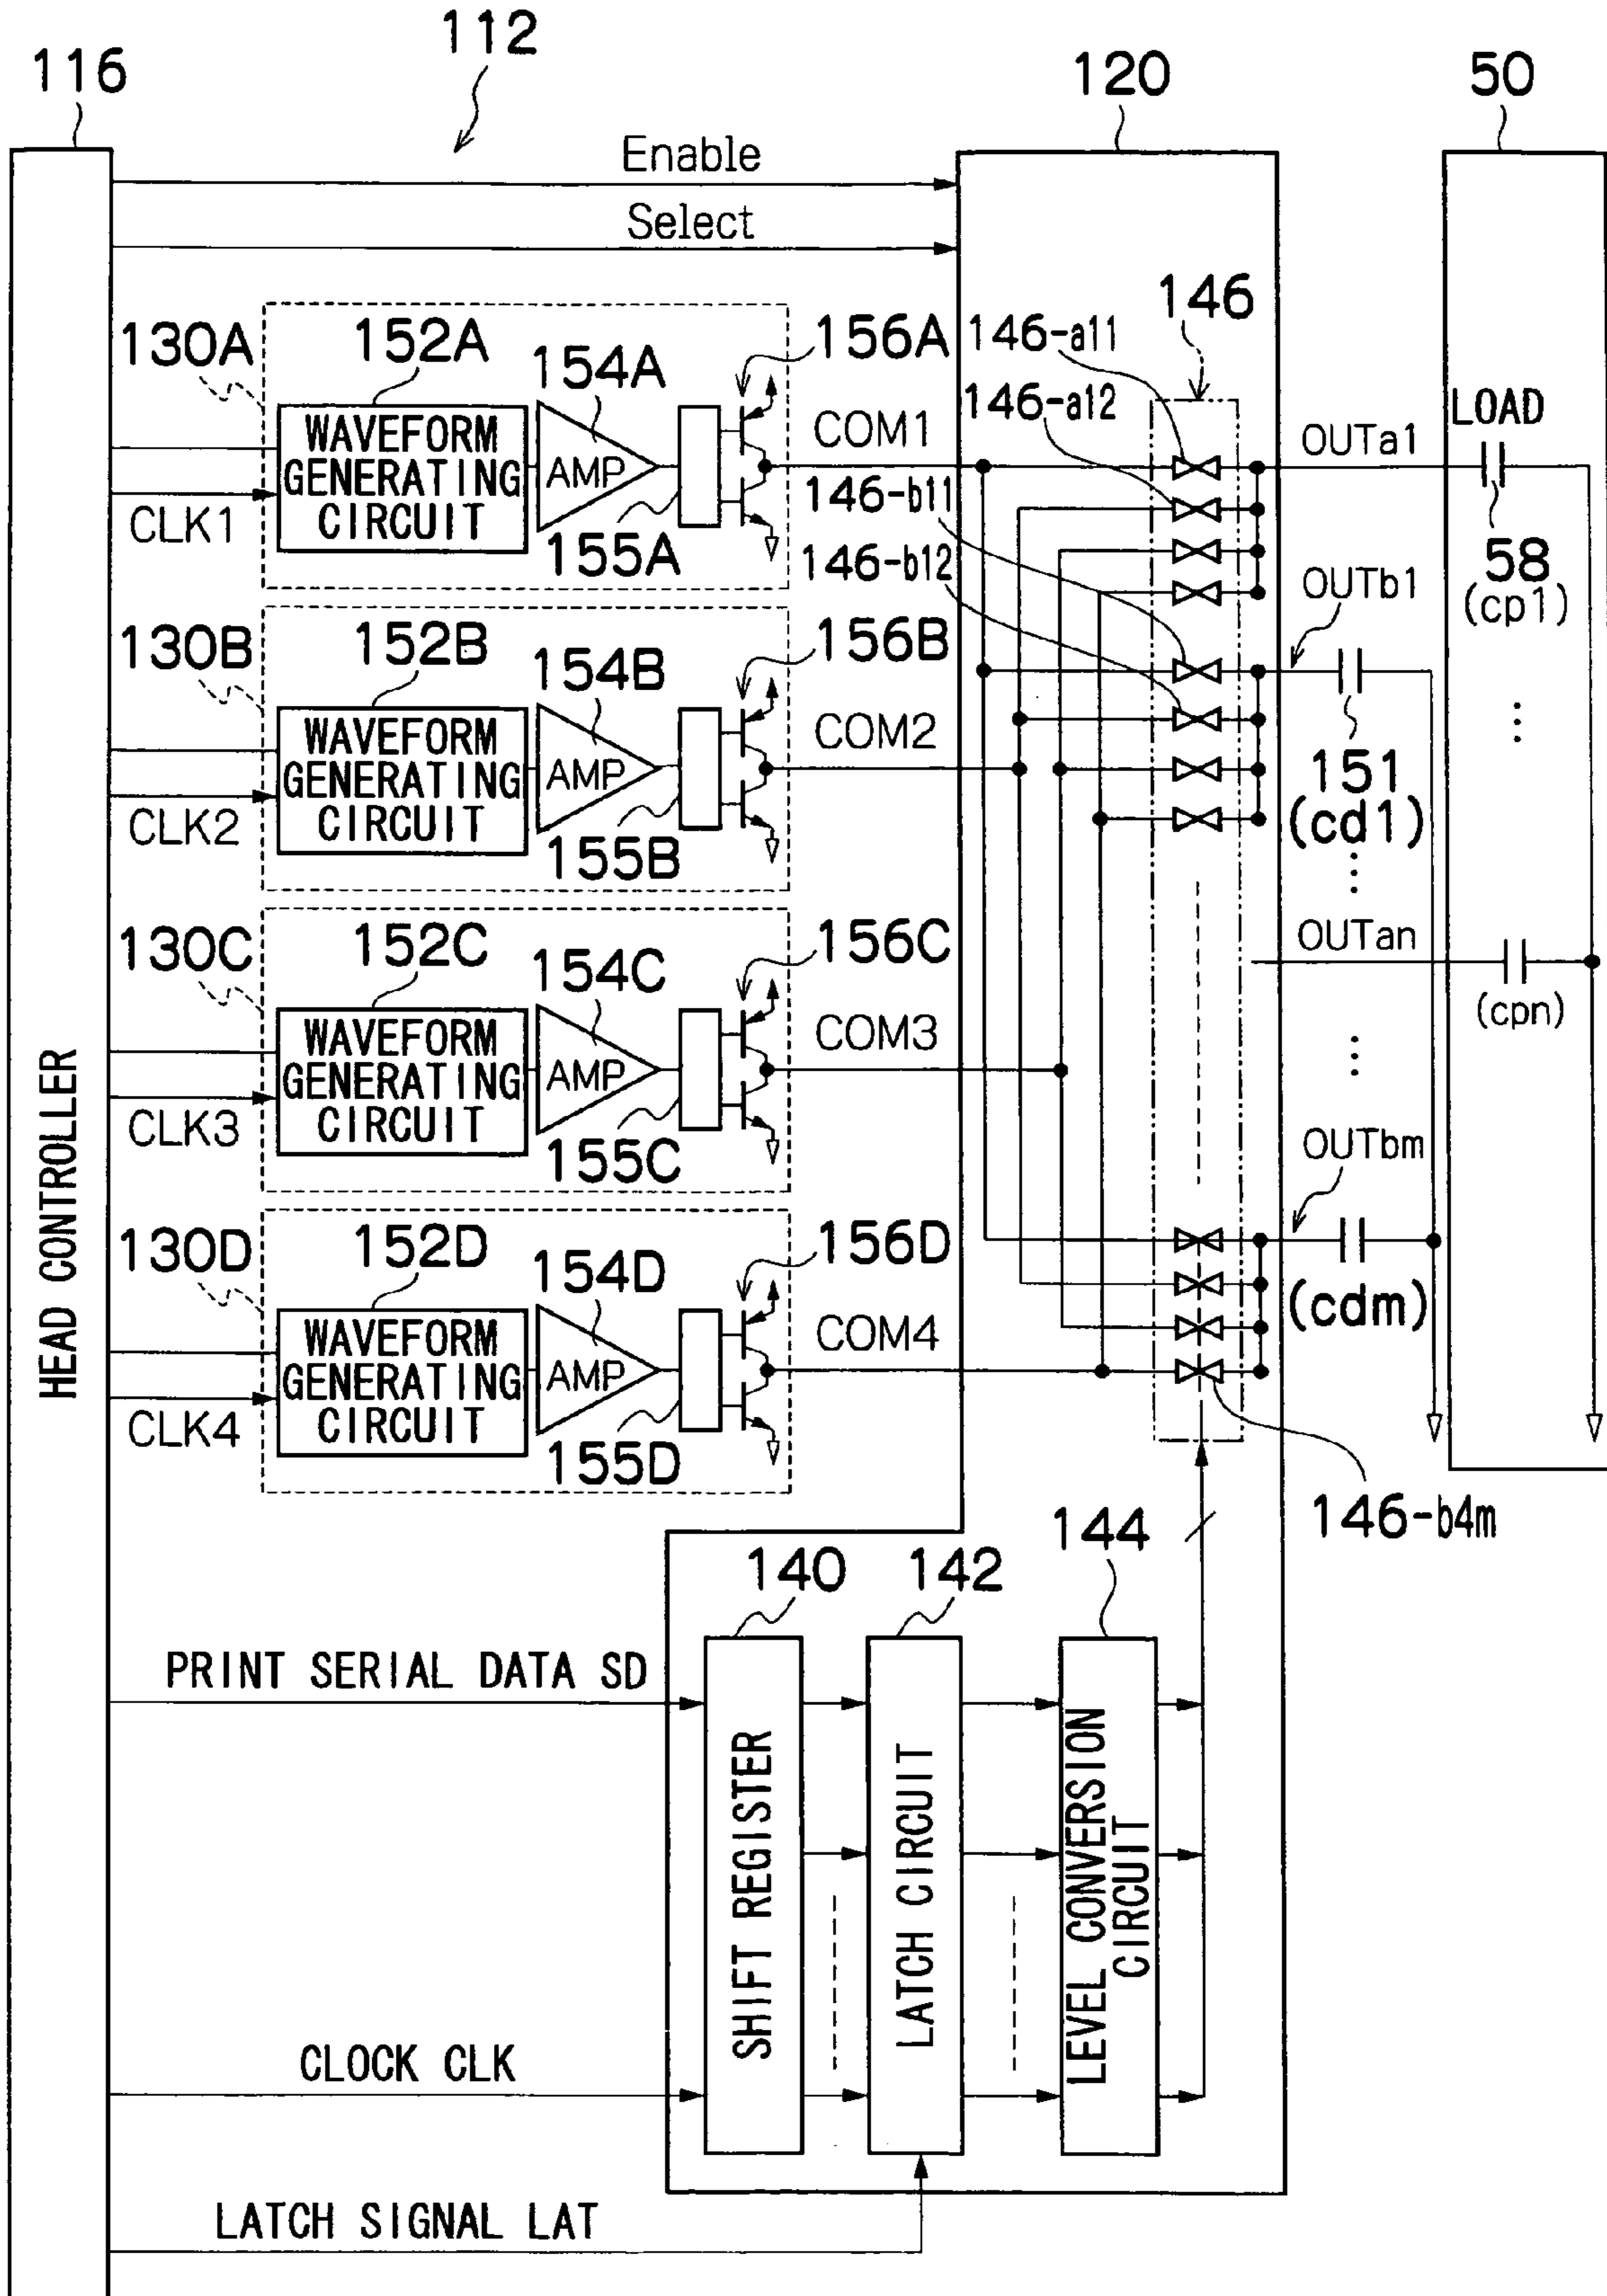 112
116
120
50
Enable
Select
146
130A
152A
154A
156A
146-a11
146-a12
WAVEFORM
GENERATING
CIRCUIT
AMP
COM1
OUTa1
LOAD
CLK1
155A
146-b11
146-b12
58
(cp1)
OUTb1
130B
152B
154B
156B
WAVEFORM
GENERATING
CIRCUIT
AMP
COM2
151
(cd1)
CLK2
155B
130C
152C
154C
156C
OUTan
WAVEFORM
GENERATING
CIRCUIT
AMP
COM3
(cpn)
CLK3
155C
OUTbm
HEAD CONTROLLER
130D
152D
154D
156D
WAVEFORM
GENERATING
CIRCUIT
AMP
COM4
(cdm)
CLK4
155D
146-b4m
140
142
144
PRINT SERIAL DATA SD
SHIFT REGISTER
LATCH CIRCUIT
LEVEL CONVERSION
CIRCUIT
CLOCK CLK
LATCH SIGNAL LAT